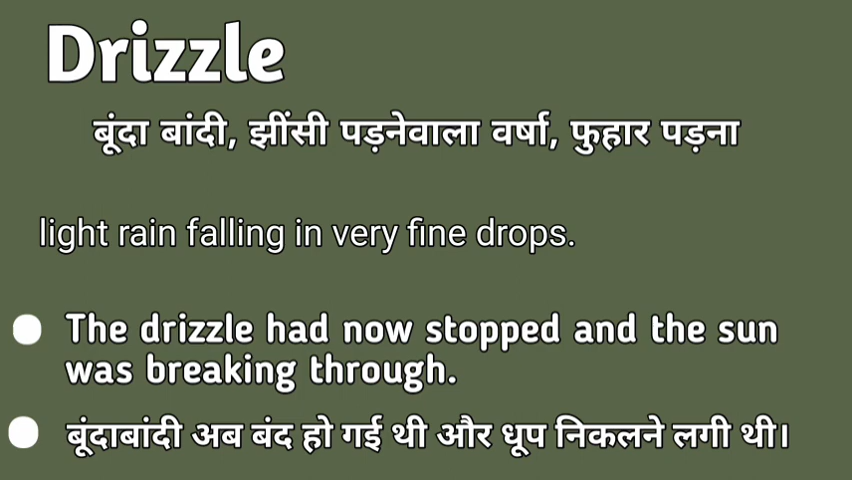 Drizzle
बूंदा बांदी, झींसी पड़नेवाला वर्षा, फुहार पड़ना
light rain falling in very fine drops.
The drizzle had now stopped and the sun
was breaking through.
बूंदाबांदी अब बंद हो गई थी और धूप निकलने लगी थी।